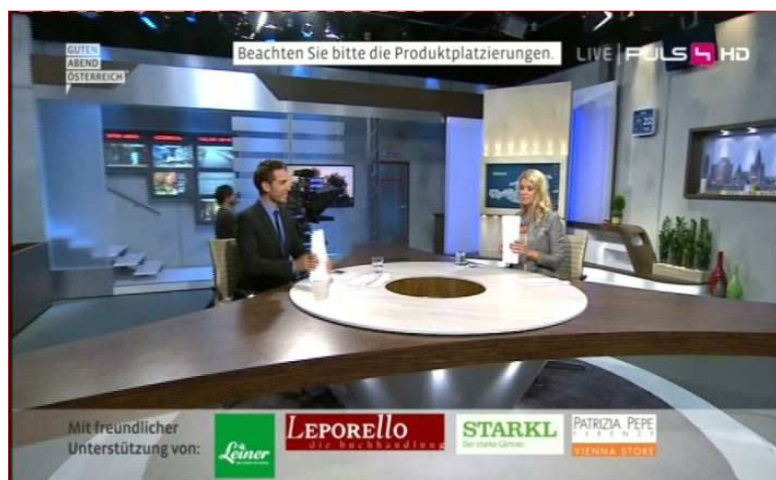 GUTEN
ABEND
ÖSTERREICH
Beachten Sie bitte die Produktplatzierungen.
LIVE PULS 4 HD
22
Mit freundlicher
Unterstützung von:
Leiner
LEPORELLO
die buchhandlung
STARKL
Der starke Gärtner
PATRIZIA PEPE
FIRENZE
VIENNA STORE